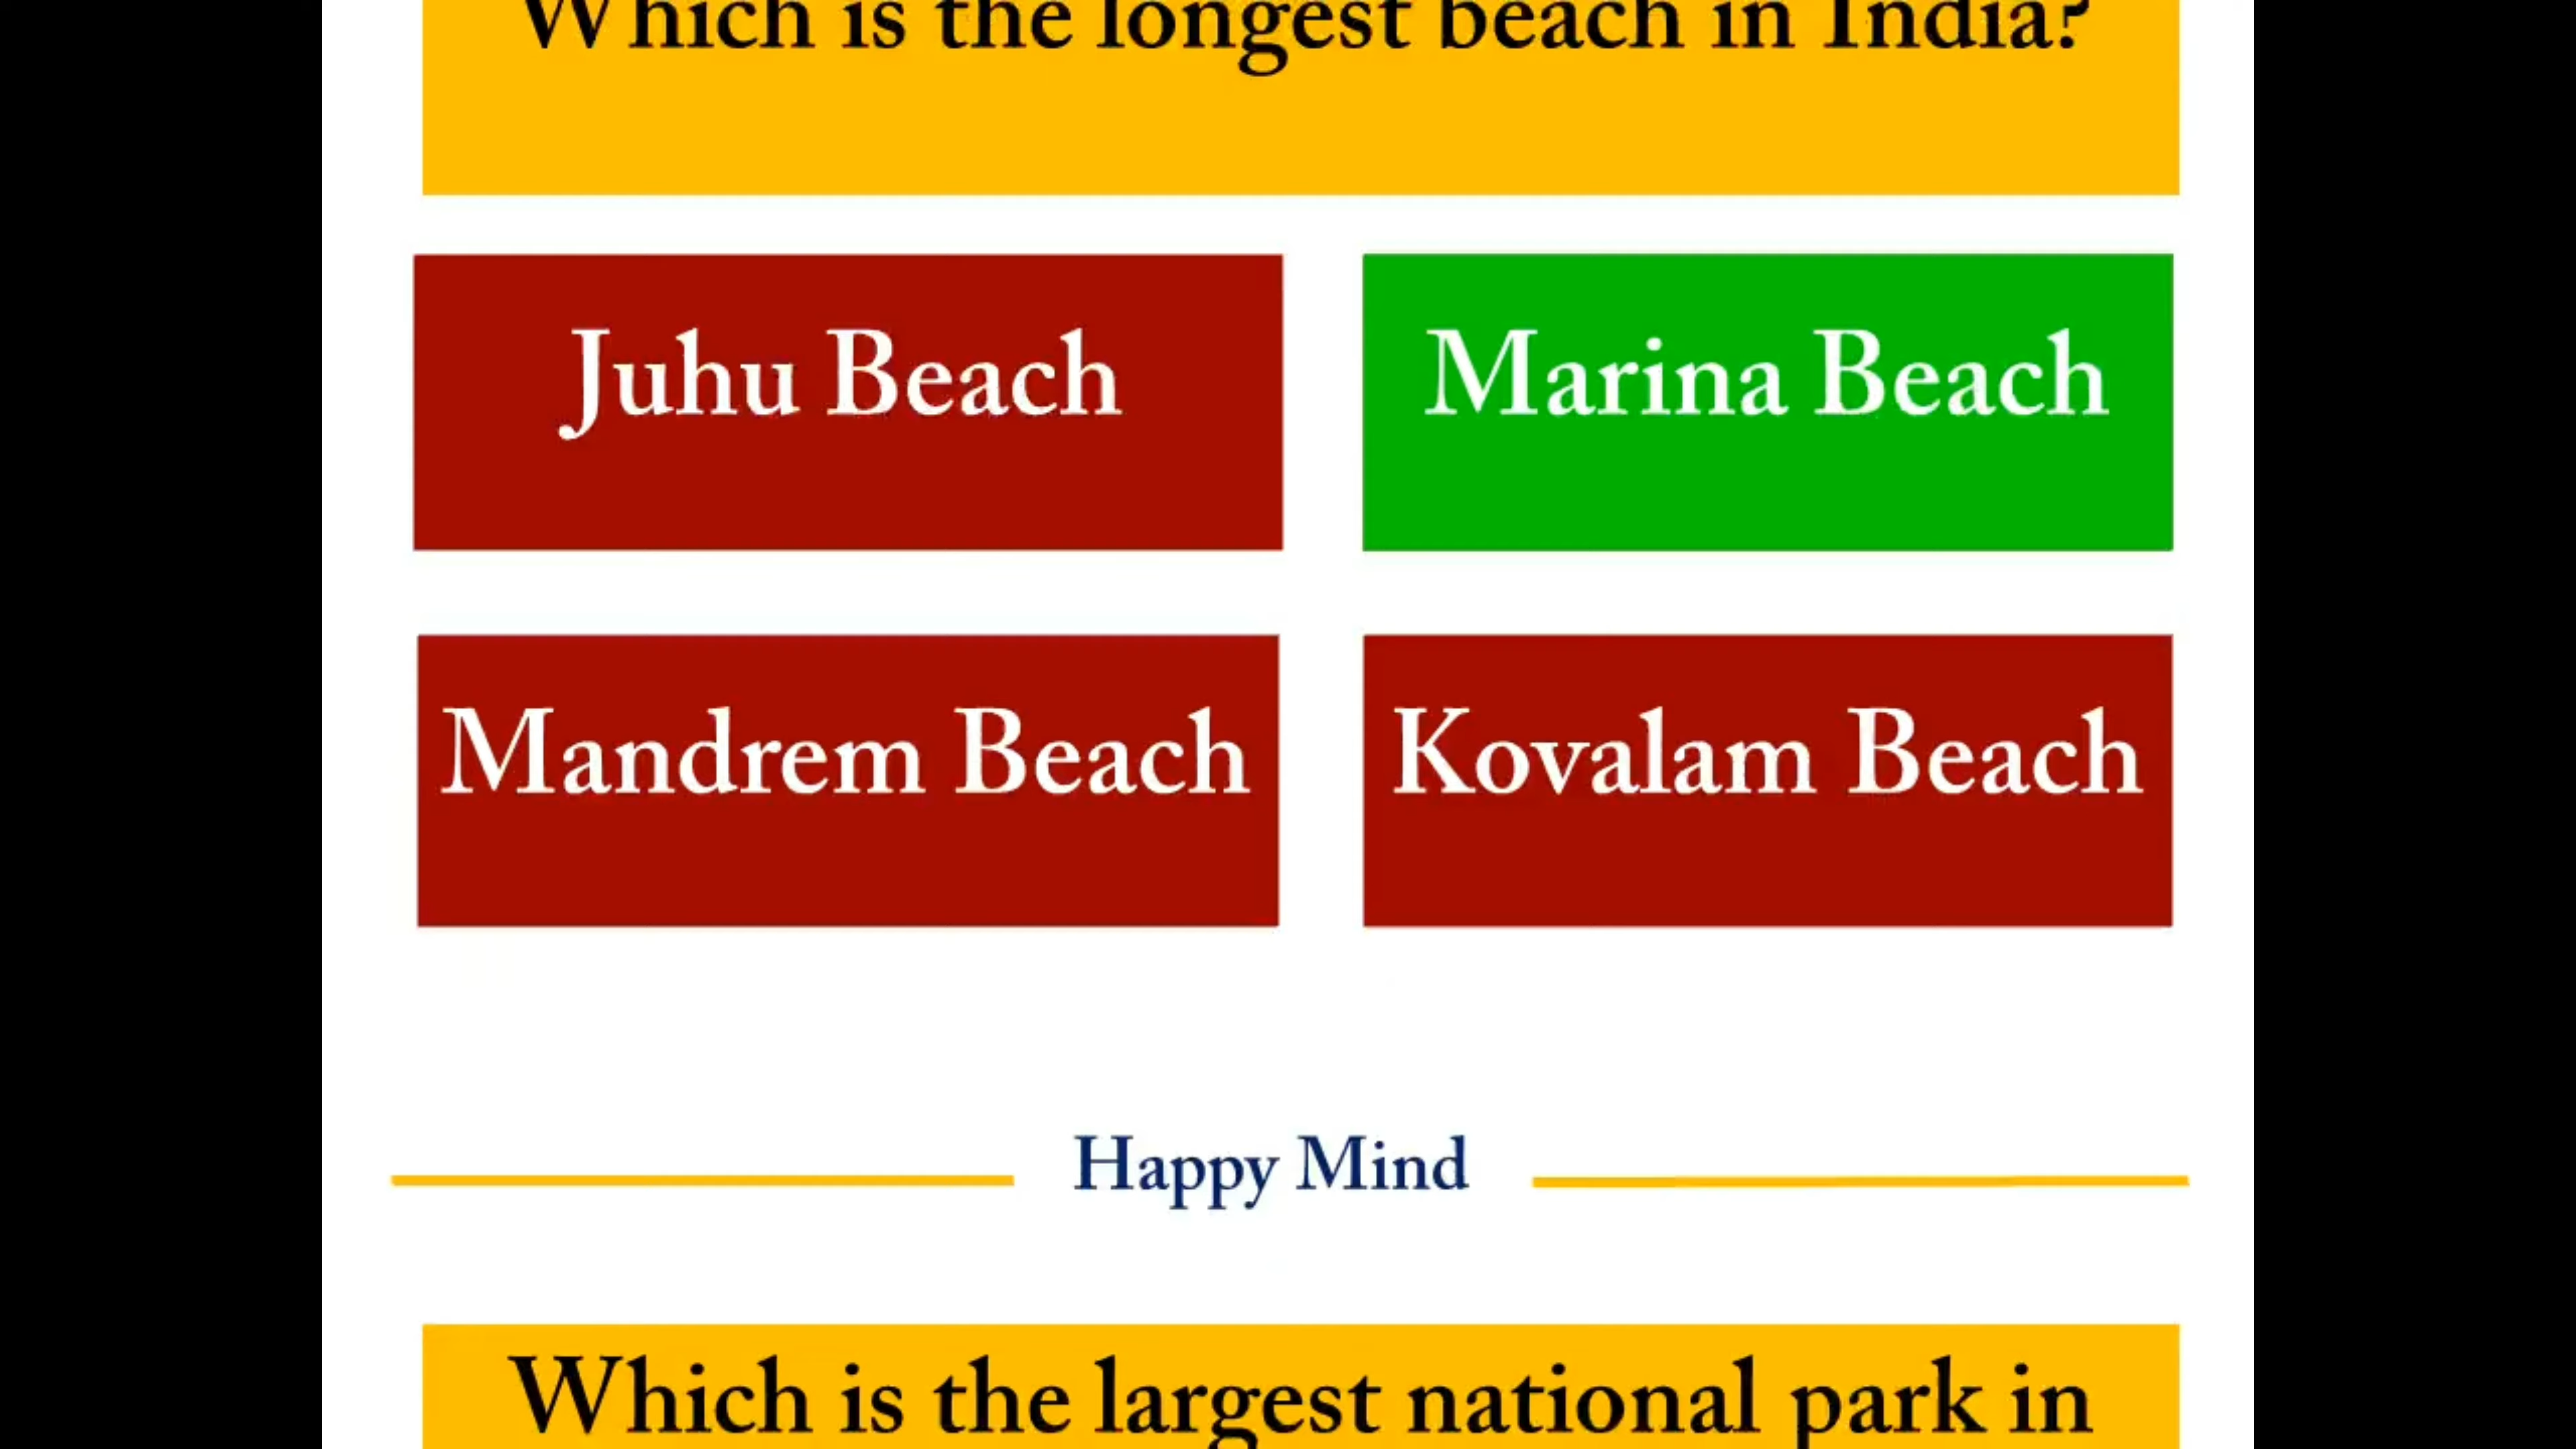 Which is the longest beach in India?
Juhu Beach
Marina Beach
Mandrem Beach
Kovalam Beach
Happy Mind
Which is the largest national park in